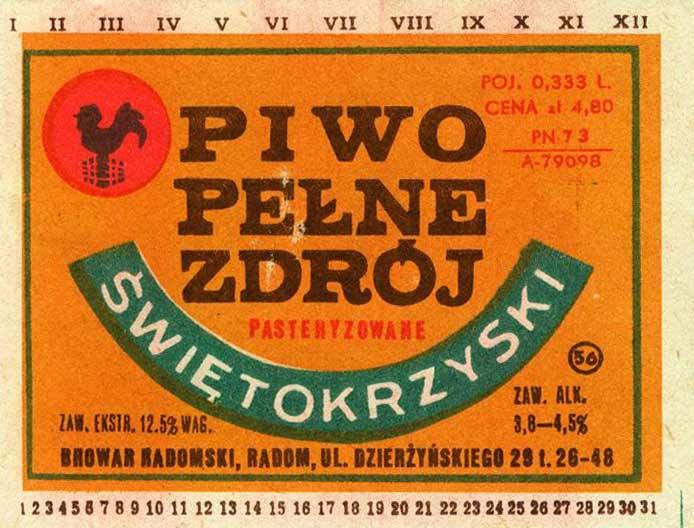 I II III IV V VI VII VIII IX X XI XII
POJ. 0,333 L.
CENA zł 4,80
PN 73
A-79098
PIWO
PEŁNE
ZDRÓJ
PASTERYZOWANE
ŚWIĘTOKRZYSKI
56
ZAW. EKSTR. 12.5% WAG.
ZAW. ALK.
3,8—4,5%
BROWAR RADOMSKI, RADOM, UL. DZIERŻYŃSKIEGO 29 t. 26-48
1 2 3 4 5 6 7 8 9 10 11 12 13 14 15 16 17 18 19 20 21 22 23 24 25 26 27 28 29 30 31